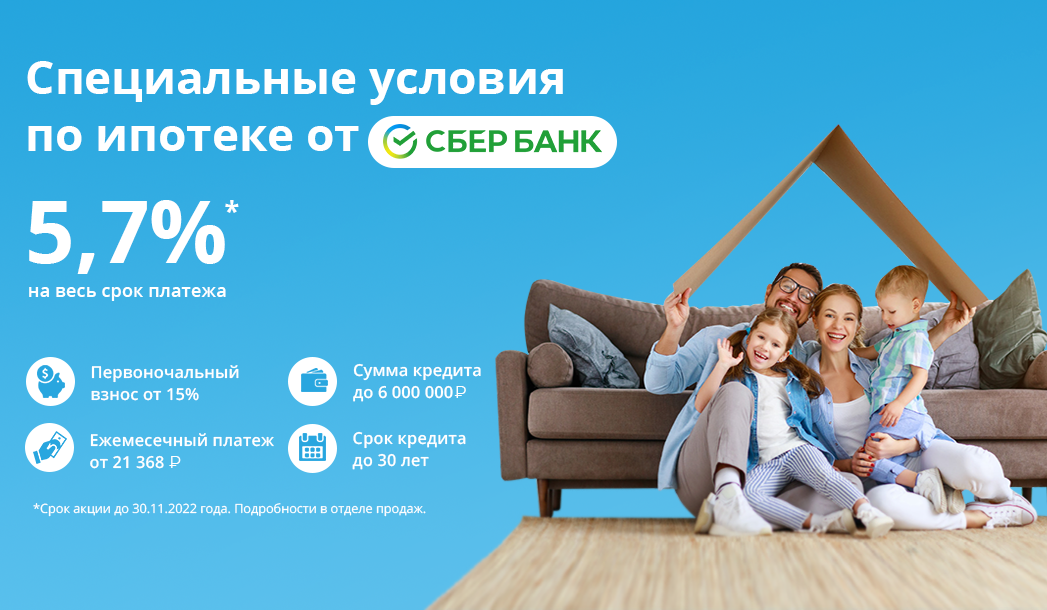 Специальные условия
по ипотеке от СБЕР БАНК
5,7%*
на весь срок платежа
Первоночальный
взнос от 15%
Сумма кредита
до 6 000 000₽
Ежемесечный платеж
от 21 368 ₽
Срок кредита
до 30 лет
*Срок акции до 30.11.2022 года. Подробности в отделе продаж.